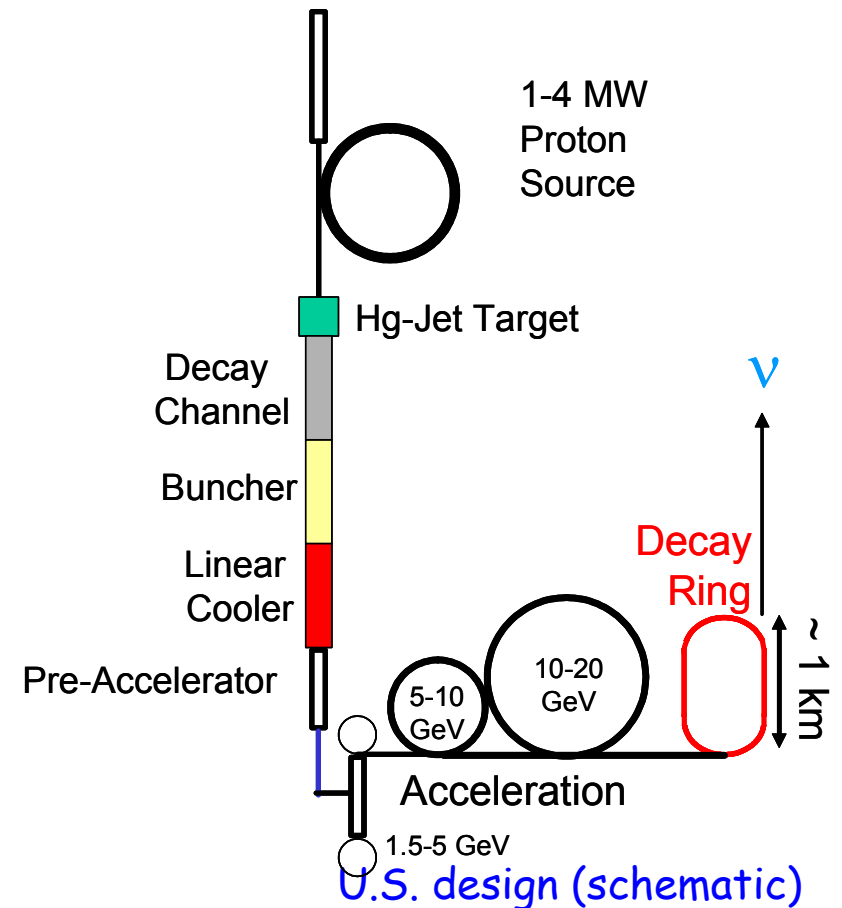 1-4 MW
Proton
Source
Hg-Jet Target
Decay
Channel
ν
Buncher
Decay
Ring
Linear
Cooler
~ 1 km
Pre-Accelerator
5-10
GeV
10-20
GeV
Acceleration
1.5-5 GeV
U.S. design (schematic)